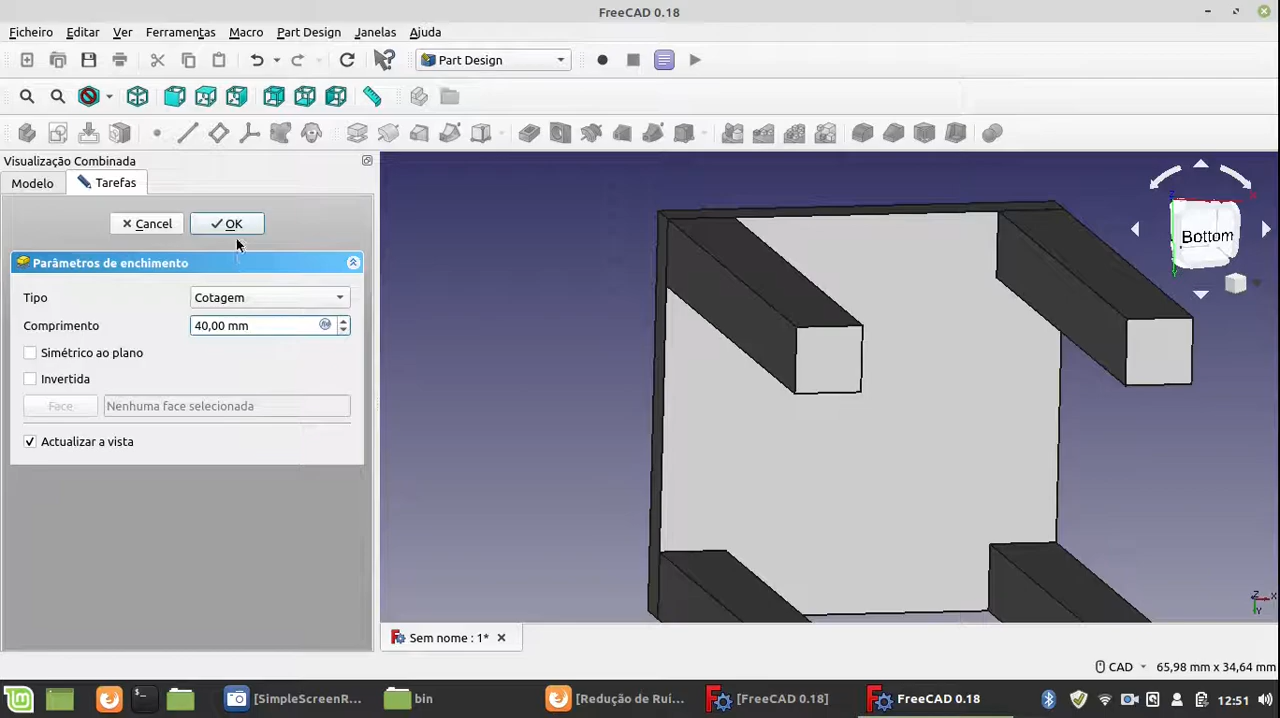 FreeCAD 0.18
Ficheiro Editar Ver Ferramentas Macro Part Design Janelas Ajuda
Part Design
Visualização Combinada
Modelo Tarefas
Cancel OK
Parâmetros de enchimento
Tipo Cotagem
Comprimento 40,00 mm
Simétrico ao plano
Invertida
Face Nenhuma face selecionada
Actualizar a vista
Bottom
Sem nome : 1*
CAD 65,98 mm x 34,64 mm
[SimpleScreenR... bin [Redução de Ruí... [FreeCAD 0.18] FreeCAD 0.18 12:51